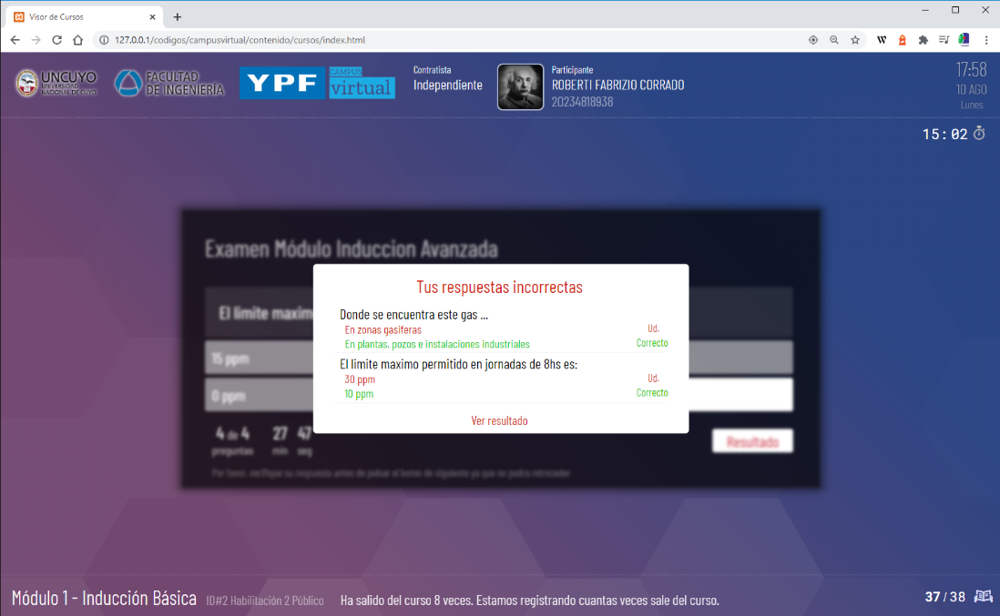 Visor de Cursos
127.0.0.1/codigos/campusvirtual/contenido/cursos/index.html
UNCUYO
UNIVERSIDAD
NACIONAL DE CUYO
FACULTAD
DE INGENIERÍA
YPF
CAMPUS
virtual
Contratista
Independiente
Participante
ROBERTI FABRIZIO CORRADO
20234818938
17:58
10 AGO
Lunes
15:02
Examen Módulo Induccion Avanzada
El limite maxim
15 ppm
0 ppm
4 de 4
preguntas
27
min
47
seg
Resultado
Por favor, verifique su respuesta antes de pulsar el boton de siguiente ya que no podra retroceder
Tus respuestas incorrectas
Donde se encuentra este gas ...
En zonas gasiferas Ud.
En plantas, pozos e instalaciones industriales Correcto
El limite maximo permitido en jornadas de 8hs es:
30 ppm Ud.
10 ppm Correcto
Ver resultado
Módulo 1 - Inducción Básica ID#2 Habilitación 2 Público Ha salido del curso 8 veces. Estamos registrando cuantas veces sale del curso. 37 / 38